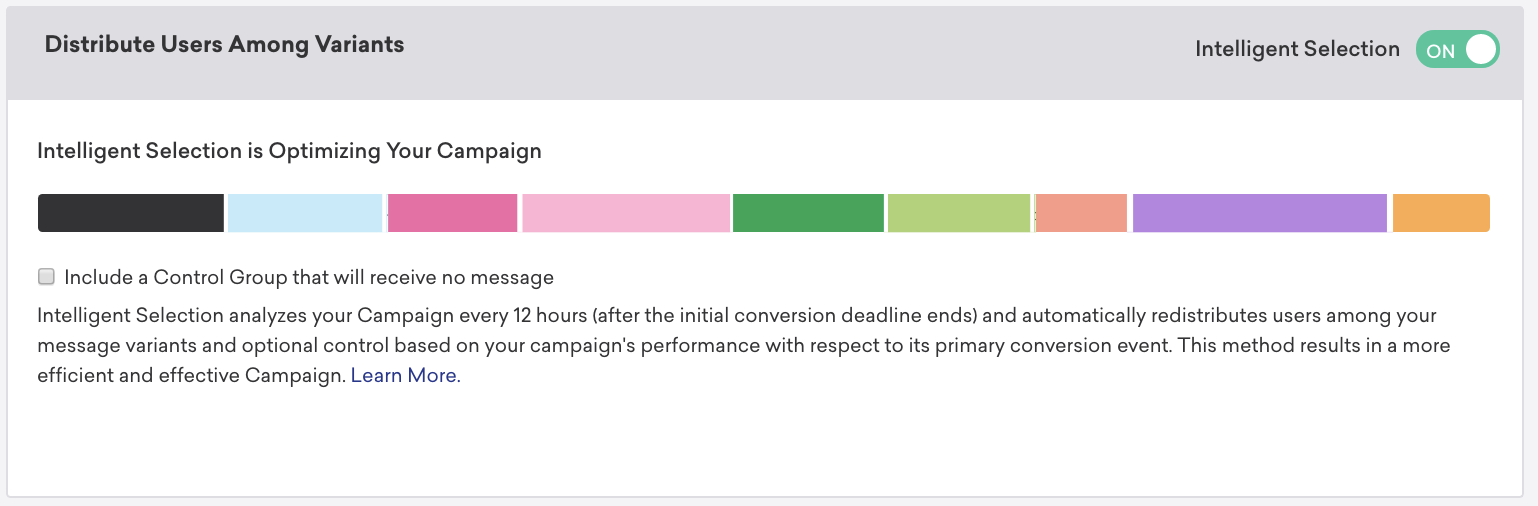 Distribute Users Among Variants
Intelligent Selection
ON
Intelligent Selection is Optimizing Your Campaign
Include a Control Group that will receive no message
Intelligent Selection analyzes your Campaign every 12 hours (after the initial conversion deadline ends) and automatically redistributes users among your
message variants and optional control based on your campaign's performance with respect to its primary conversion event. This method results in a more
efficient and effective Campaign. Learn More.